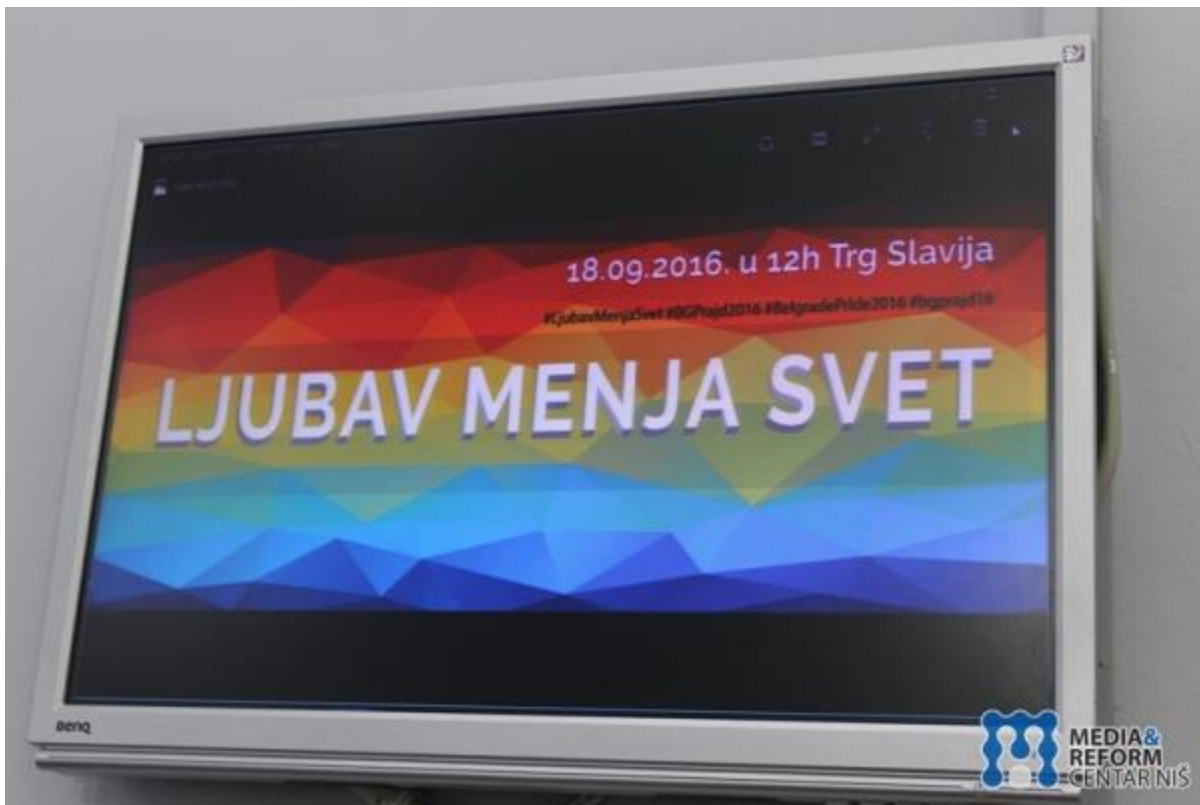 18.09.2016. u 12h Trg Slavija
#LjubavMenjaSvet #BGPrajd2016 #BelgradePride2016 #bgprajd16
LJUBAV MENJA SVET
BenQ
MEDIA&
REFORM
CENTAR NIŠ